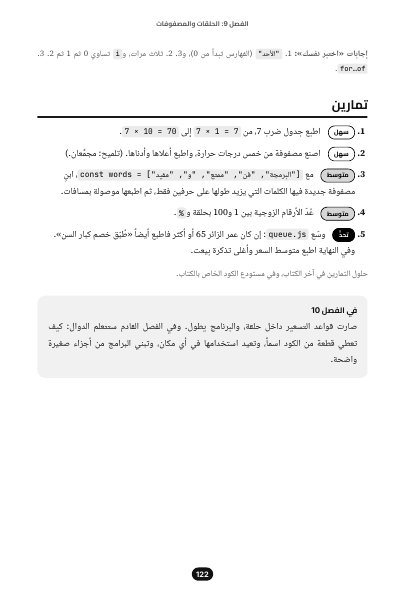 الفصل 9: الحلقات والمصفوفات
إجابات «اختبر نفسك»: 1. "الأحد" (الفهارس تبدأ من 0)، و3. 2. ثلاث مرات، و i تساوي 0 ثم 1 ثم 2. 3.
for…of.
تمارين
1. سهل اطبع جدول ضرب 7، من 7 × 1 = 7 إلى 7 × 10 = 70.
2. سهل اصنع مصفوفة من خمس درجات حرارة، واطبع أعلاها وأدناها. (تلميح: مجمِّعان.)
3. متوسط مع const words = ["البرمجة", "فن", "ممتع", "و", "مفيد"]، ابنِ
مصفوفة جديدة فيها الكلمات التي يزيد طولها على حرفين فقط، ثم اطبعها موصولة بمسافات.
4. متوسط عُدّ الأرقام الزوجية بين 1 و100 بحلقة و %.
5. تحدٍّ وسّع queue.js: إن كان عمر الزائر 65 أو أكثر فاطبع أيضاً «طُبّق خصم كبار السن».
وفي النهاية اطبع متوسط السعر وأغلى تذكرة بيعت.
حلول التمارين في آخر الكتاب، وفي مستودع الكود الخاص بالكتاب.
في الفصل 10
صارت قواعد التسعير داخل حلقة، والبرنامج يطول. وفي الفصل القادم ستتعلم الدوال: كيف
تعطي قطعة من الكود اسماً، وتعيد استخدامها في أي مكان، وتبني البرامج من أجزاء صغيرة
واضحة.
122